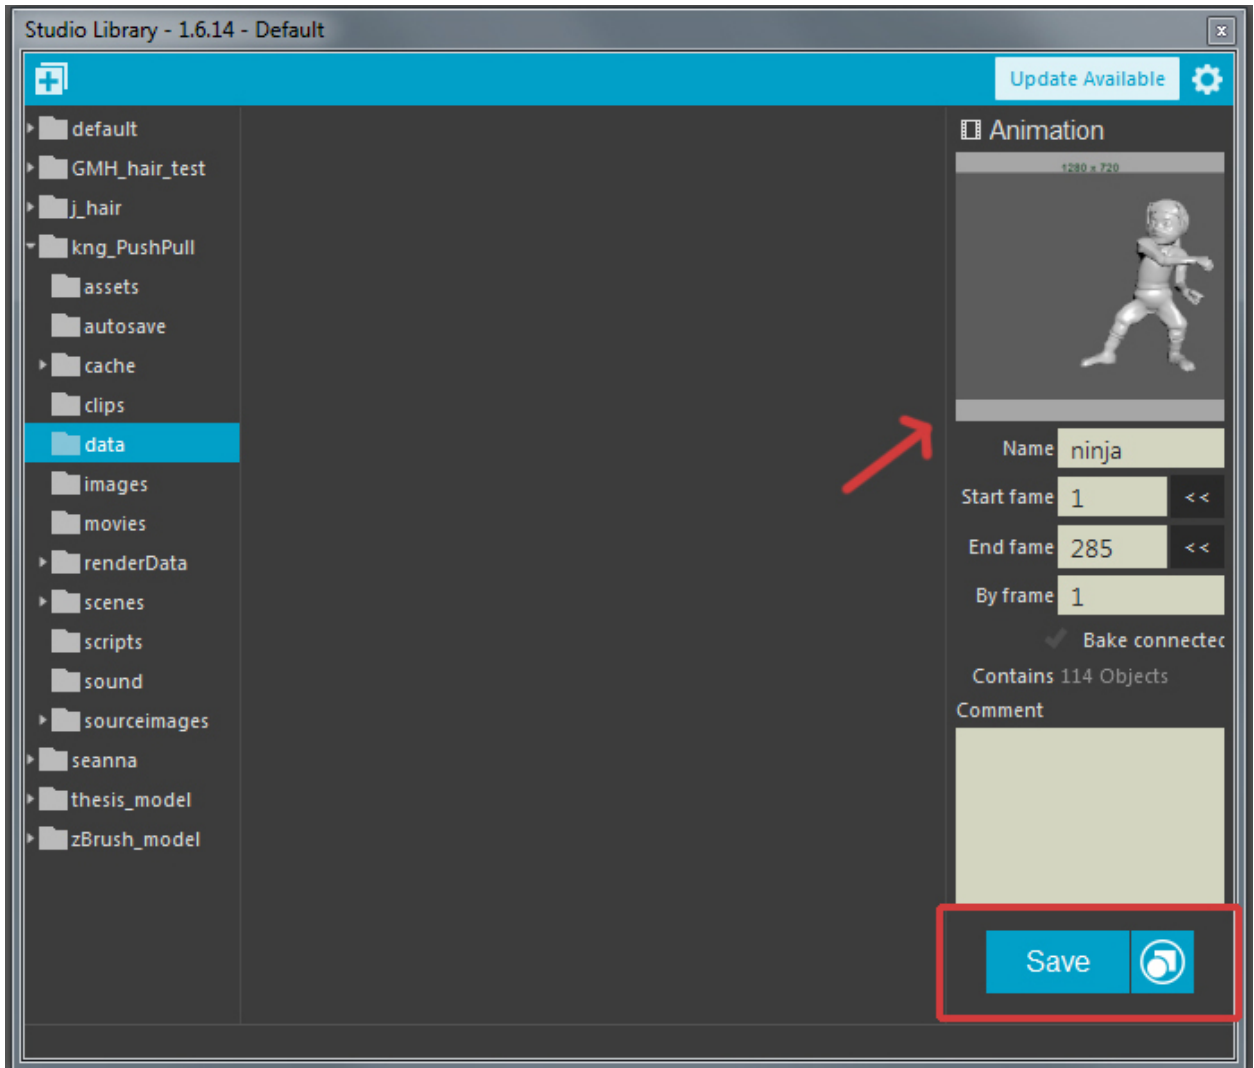 Studio Library - 1.6.14 - Default
x
Update Available
default
GMH_hair_test
j_hair
kng_PushPull
assets
autosave
cache
clips
data
images
movies
renderData
scenes
scripts
sound
sourceimages
seanna
thesis_model
zBrush_model
Animation
1280 x 720
Name ninja
Start fame 1 <<
End fame 285 <<
By frame 1
Bake connectec
Contains 114 Objects
Comment
Save